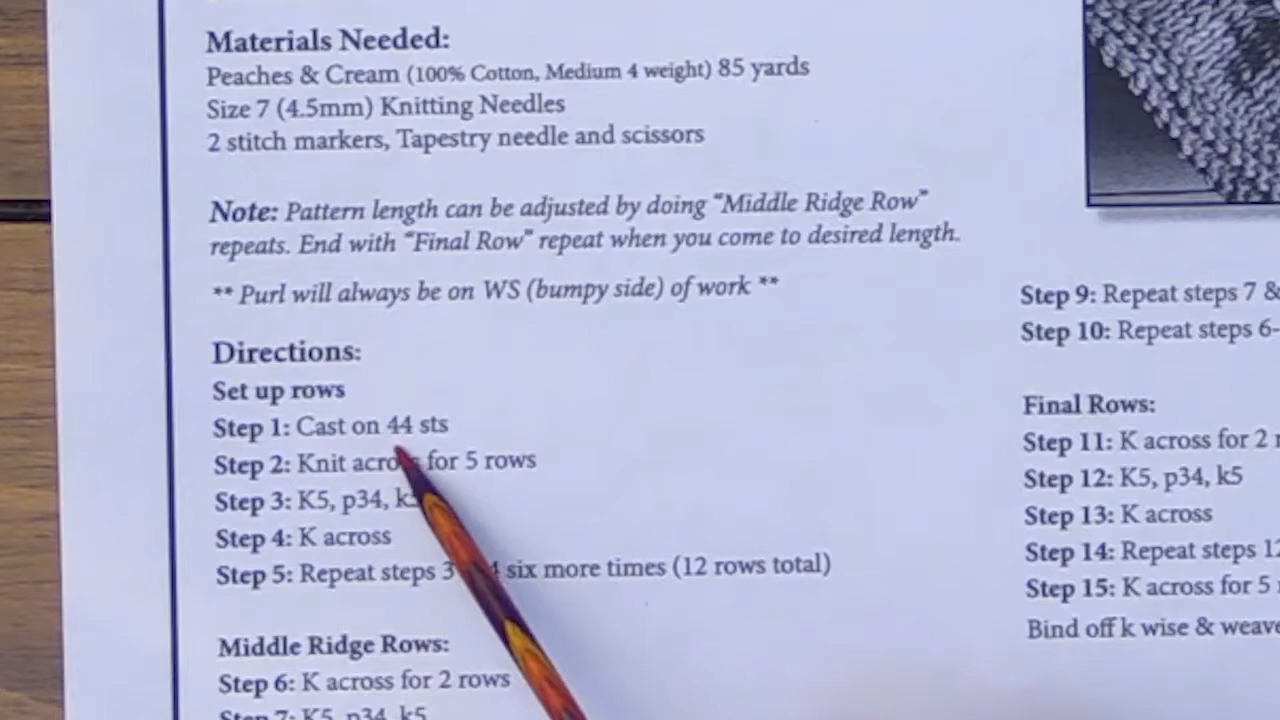 Materials Needed:
Peaches & Cream (100% Cotton, Medium 4 weight) 85 yards
Size 7 (4.5mm) Knitting Needles
2 stitch markers, Tapestry needle and scissors
Note: Pattern length can be adjusted by doing “Middle Ridge Row”
repeats. End with “Final Row” repeat when you come to desired length.
** Purl will always be on WS (bumpy side) of work **
Directions:
Set up rows
Step 1: Cast on 44 sts
Step 2: Knit for 5 rows
Step 3: K5, p34,
Step 4: K across
Step 5: Repeat steps 3 4 six more times (12 rows total)
Middle Ridge Rows:
Step 6: K across for 2 rows
Step 7: K5, p34, k5
Step 9: Repeat steps 7 &
Step 10: Repeat steps 6-
Final Rows:
Step 11: K across for 2
Step 12: K5, p34, k5
Step 13: K across
Step 14: Repeat steps
Step 15: K across for 5
Bind off k wise & weave